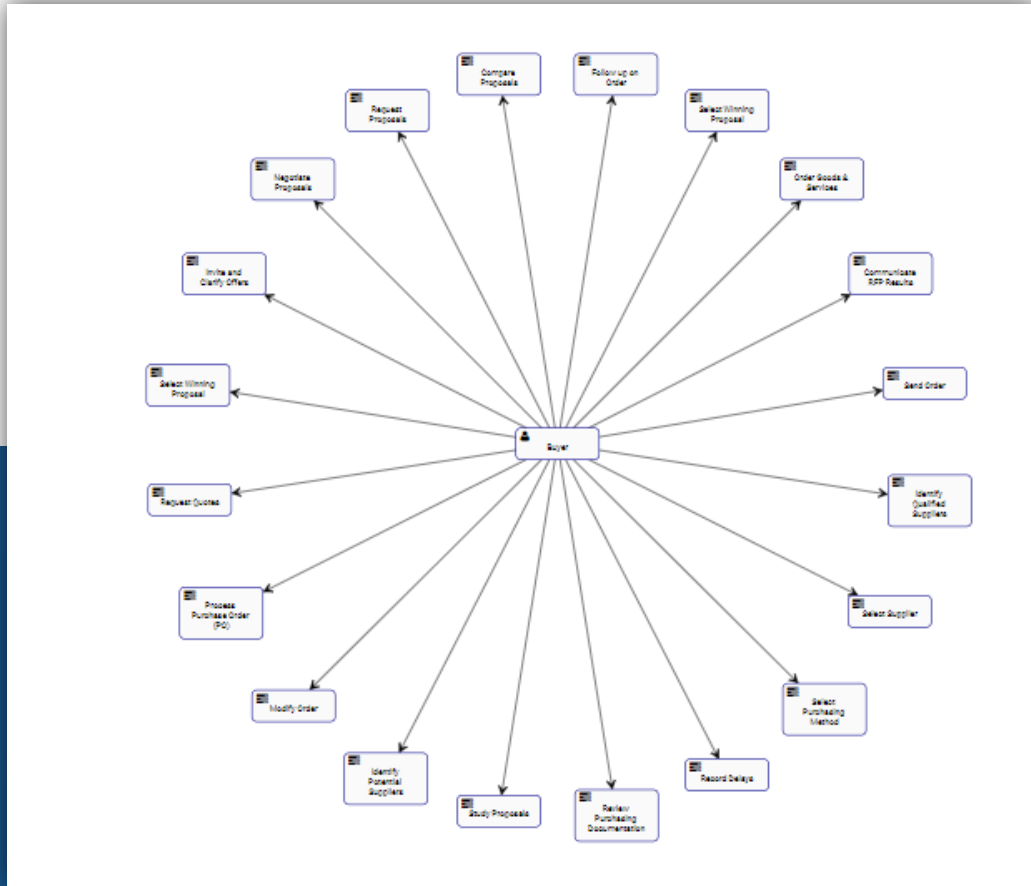 Compare
Proposals
Follow up on
Order
Request
Proposals
Select Winning
Proposal
Negotiate
Proposals
Order Goods &
Services
Invite and
Clarify Offers
Communicate
RFP Results
Select Winning
Proposal
Send Order
Buyer
Request Quotes
Identify
Qualified
Suppliers
Process
Purchase Order
(PO)
Select Supplier
Modify Order
Select
Purchasing
Method
Identify
Potential
Suppliers
Record Delays
Study Proposals
Review
Purchasing
Documentation